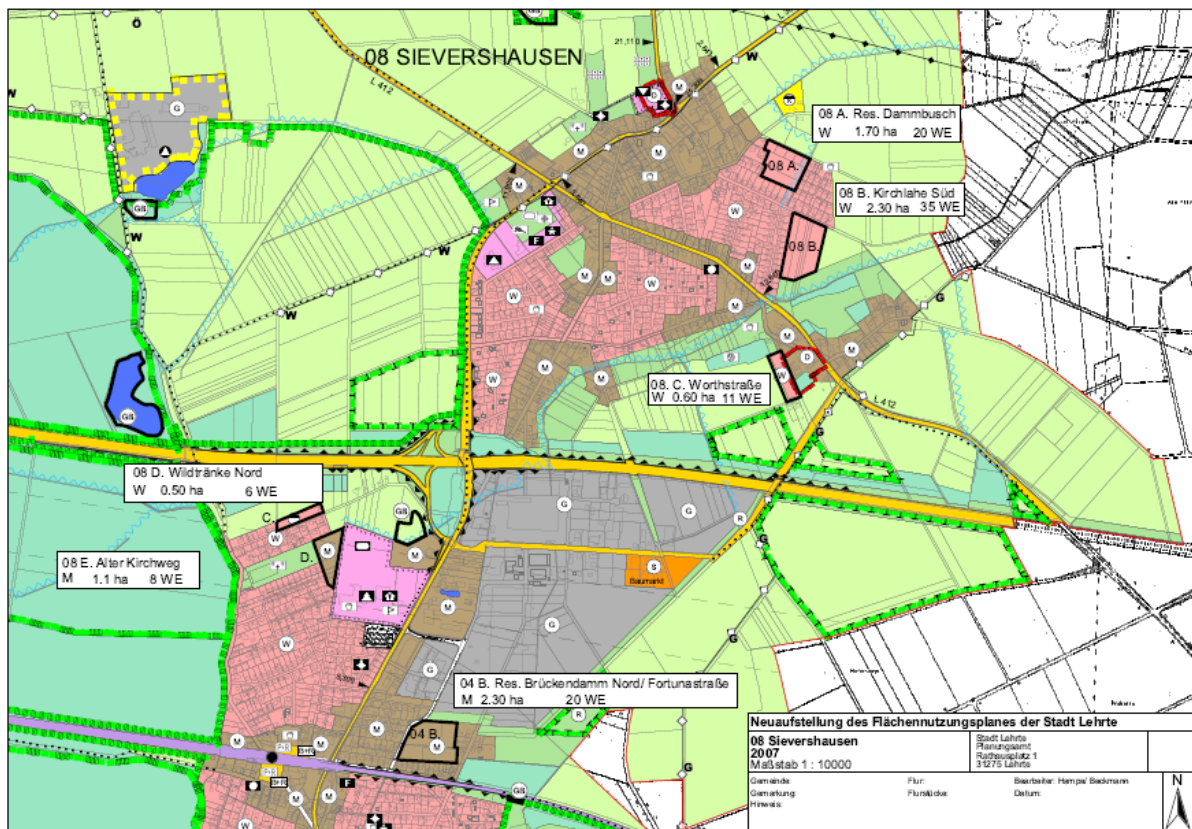 08 SIEVERSHAUSEN
L 412
21,110
Ö
G
W
GB
D
M
08 A. Res. Dammbusch
W 1.70 ha 20 WE
08 A.
08 B. Kirchlahe Süd
W 2.30 ha 35 WE
08 B.
F
08. C. Worthstraße
W 0.60 ha 11 WE
L 412
08 D. Wildtränke Nord
W 0.50 ha 6 WE
C
D.
08 E. Alter Kirchweg
M 1.1 ha 8 WE
G
R
S
Baumarkt
04 B. Res. Brückendamm Nord/ Fortunastraße
M 2.30 ha 20 WE
04 B.
P+R
B+R
Neuaufstellung des Flächennutzungsplanes der Stadt Lehrte
08 Sievershausen
2007
Maßstab 1 : 10000
Stadt Lehrte
Planungsamt
Rathausplatz 1
31275 Lehrte
Gemeinde:
Flur:
Bearbeiter: Hampe/ Beckmann
Gemarkung:
Flurstücke:
Datum:
Hinweis:
N